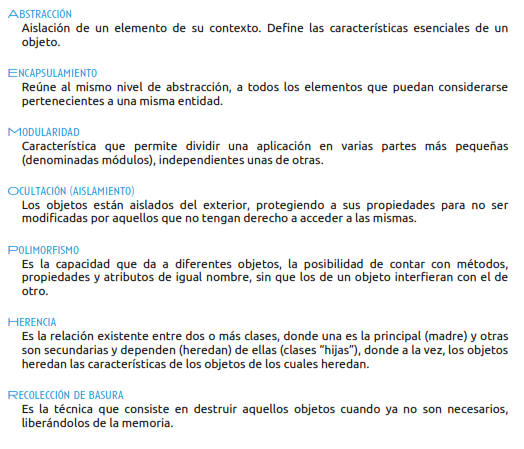 Abstracción
Aislación de un elemento de su contexto. Define las características esenciales de un
objeto.
Encapsulamiento
Reúne al mismo nivel de abstracción, a todos los elementos que puedan considerarse
pertenecientes a una misma entidad.
Modularidad
Característica que permite dividir una aplicación en varias partes más pequeñas
(denominadas módulos), independientes unas de otras.
Ocultación (aislamiento)
Los objetos están aislados del exterior, protegiendo a sus propiedades para no ser
modificadas por aquellos que no tengan derecho a acceder a las mismas.
Polimorfismo
Es la capacidad que da a diferentes objetos, la posibilidad de contar con métodos,
propiedades y atributos de igual nombre, sin que los de un objeto interfieran con el de
otro.
Herencia
Es la relación existente entre dos o más clases, donde una es la principal (madre) y otras
son secundarias y dependen (heredan) de ellas (clases “hijas”), donde a la vez, los objetos
heredan las características de los objetos de los cuales heredan.
Recolección de basura
Es la técnica que consiste en destruir aquellos objetos cuando ya no son necesarios,
liberándolos de la memoria.